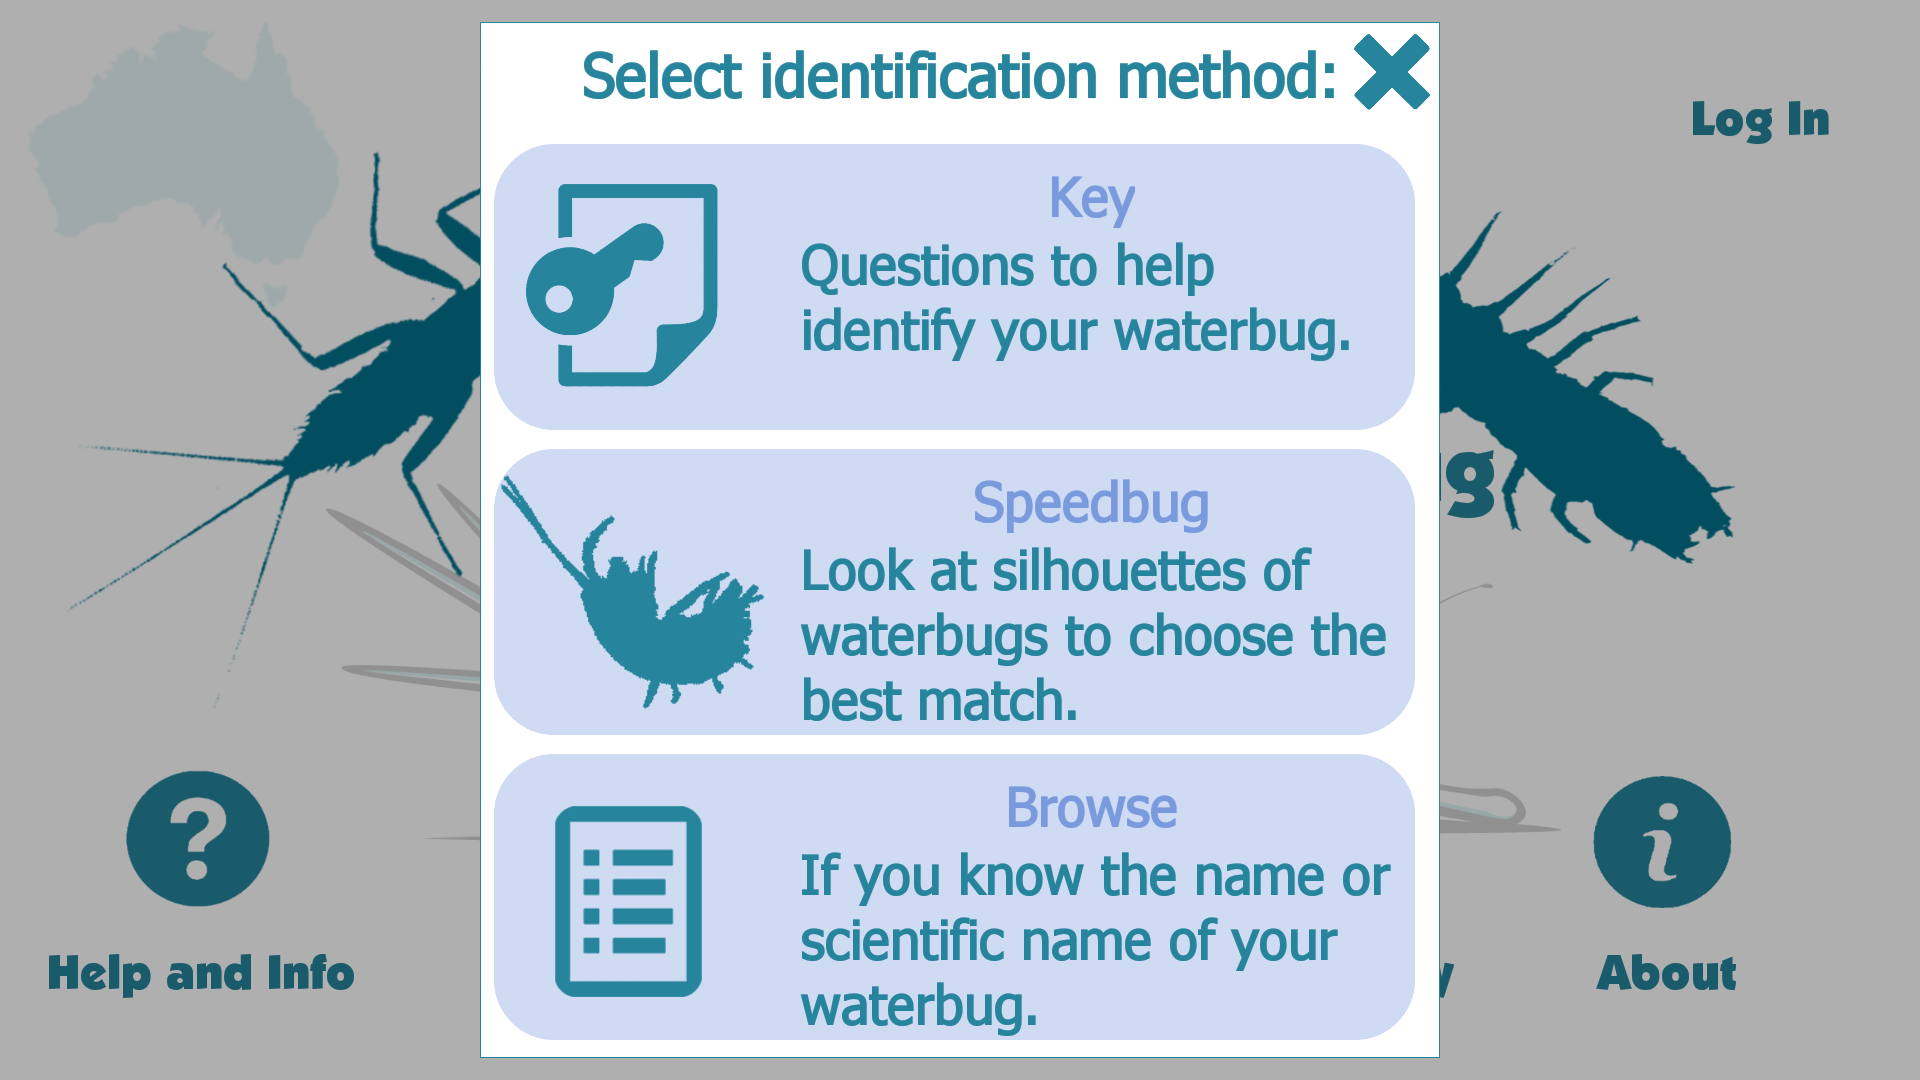 Select identification method:
Log In
Key
Questions to help
identify your waterbug.
Speedbug
Look at silhouettes of
waterbugs to choose the
best match.
Browse
If you know the name or
scientific name of your
waterbug.
Help and Info
About